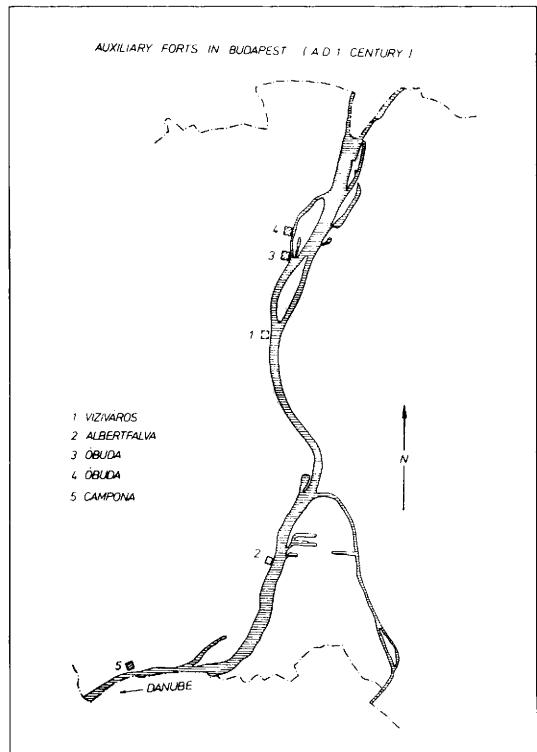 AUXILIARY FORTS IN BUDAPEST (A D 1 CENTURY)
4
3
1
1 VIZIVAROS
2 ALBERTFALVA
3 ÓBUDA
4 ÓBUDA
5 CAMPONA
N
2
5
← DANUBE